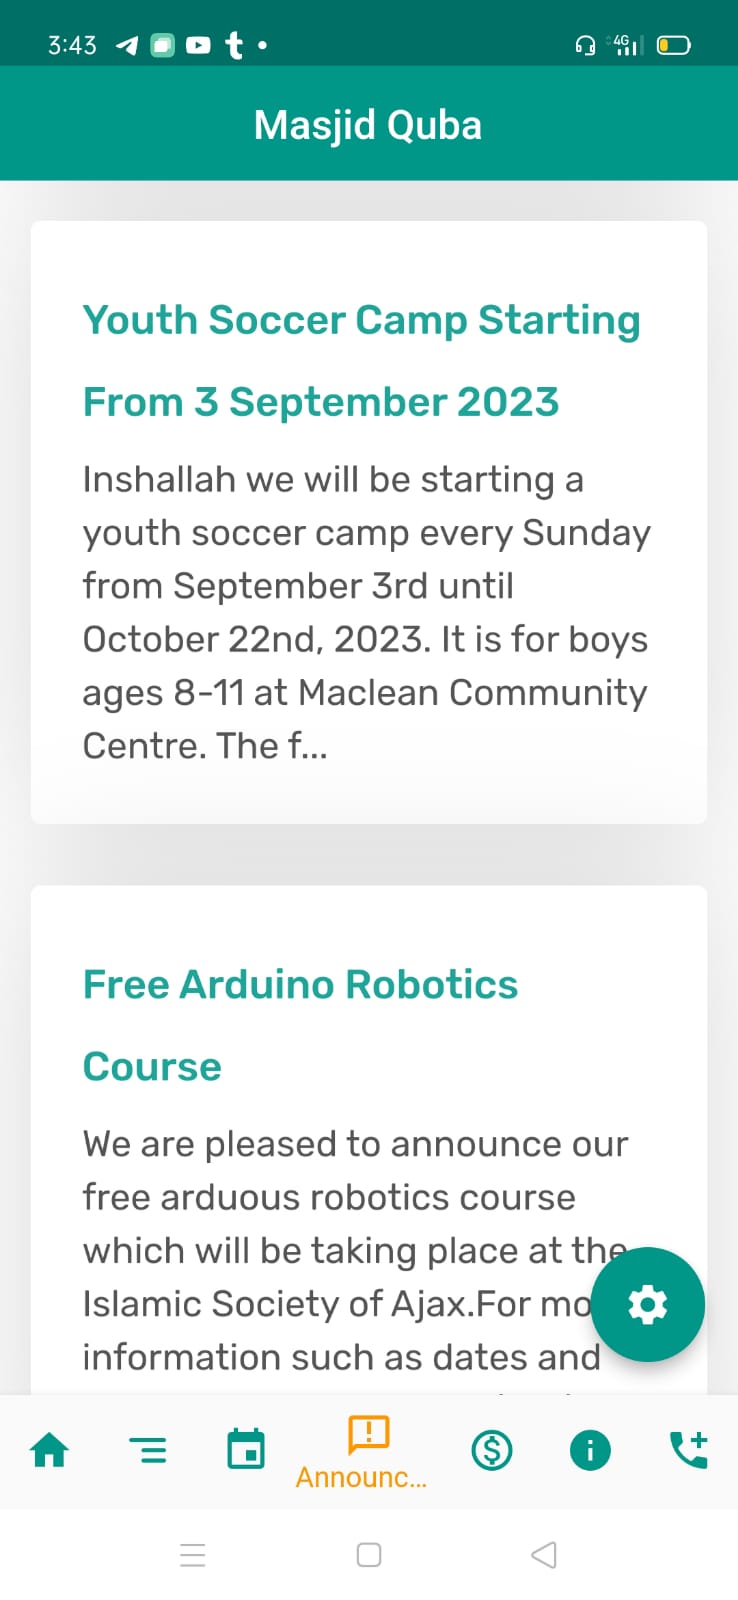 3:43
4G
Masjid Quba
Youth Soccer Camp Starting
From 3 September 2023
Inshallah we will be starting a
youth soccer camp every Sunday
from September 3rd until
October 22nd, 2023. It is for boys
ages 8-11 at Maclean Community
Centre. The f...
Free Arduino Robotics
Course
We are pleased to announce our
free arduous robotics course
which will be taking place at the
Islamic Society of Ajax.For mo
information such as dates and
Announc...